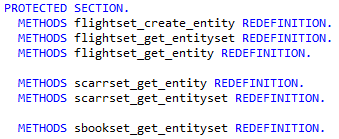 PROTECTED SECTION.
METHODS flightset_create_entity REDEFINITION.
METHODS flightset_get_entityset REDEFINITION.
METHODS flightset_get_entity REDEFINITION.
METHODS scarrset_get_entity REDEFINITION.
METHODS scarrset_get_entityset REDEFINITION.
METHODS sbookset_get_entityset REDEFINITION.